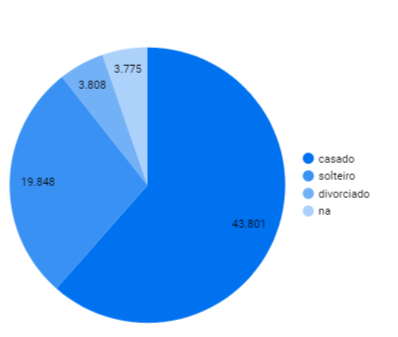 3.775
3.808
19.848
43.801
casado
solteiro
divorciado
na